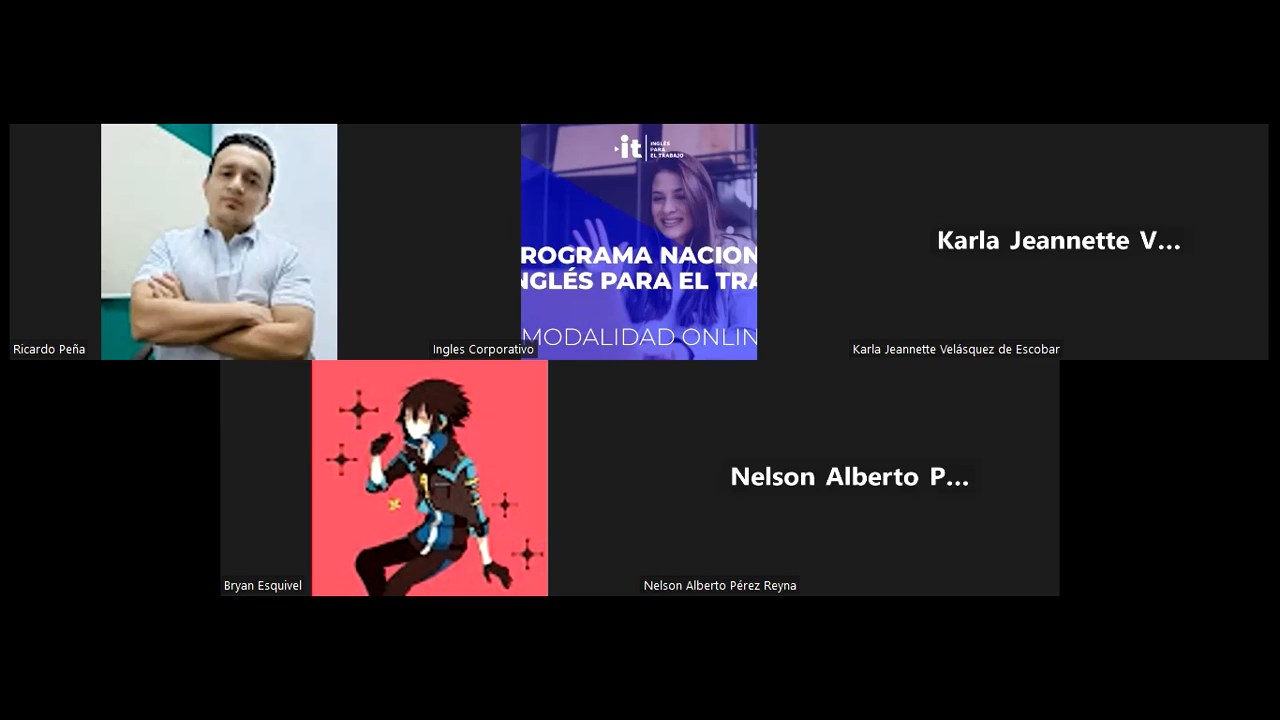 it INGLÉS
PARA
EL TRABAJO
ROGRAMA NACION
NGLÉS PARA EL TRA
MODALIDAD ONLIN
Karla Jeannette V...
Ricardo Peña
Ingles Corporativo
Karla Jeannette Velásquez de Escobar
Nelson Alberto P...
Bryan Esquivel
Nelson Alberto Pérez Reyna